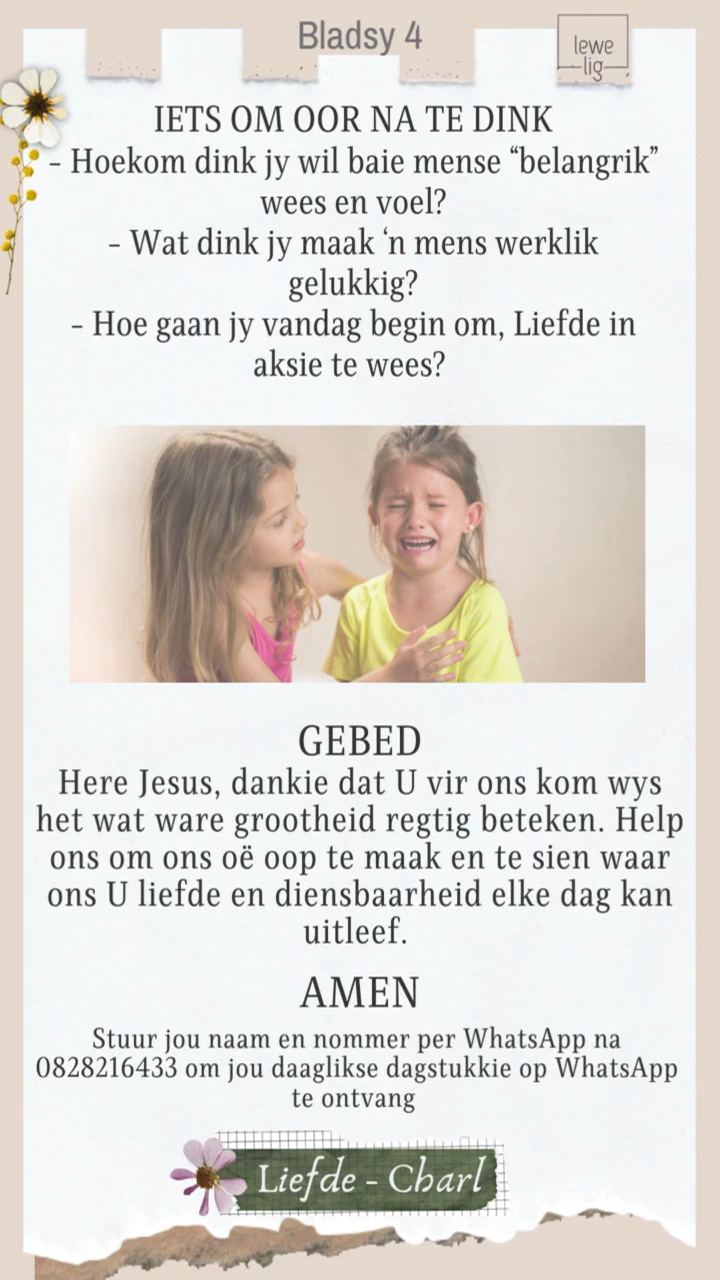 Bladsy 4
lewe
lig
IETS OM OOR NA TE DINK
- Hoekom dink jy wil baie mense “belangrik”
wees en voel?
- Wat dink jy maak ‘n mens werklik
gelukkig?
- Hoe gaan jy vandag begin om, Liefde in
aksie te wees?
GEBED
Here Jesus, dankie dat U vir ons kom wys
het wat ware grootheid regtig beteken. Help
ons om ons oë oop te maak en te sien waar
ons U liefde en diensbaarheid elke dag kan
uitleef.
AMEN
Stuur jou naam en nommer per WhatsApp na
0828216433 om jou daaglikse dagstukkie op WhatsApp
te ontvang
Liefde - Charl